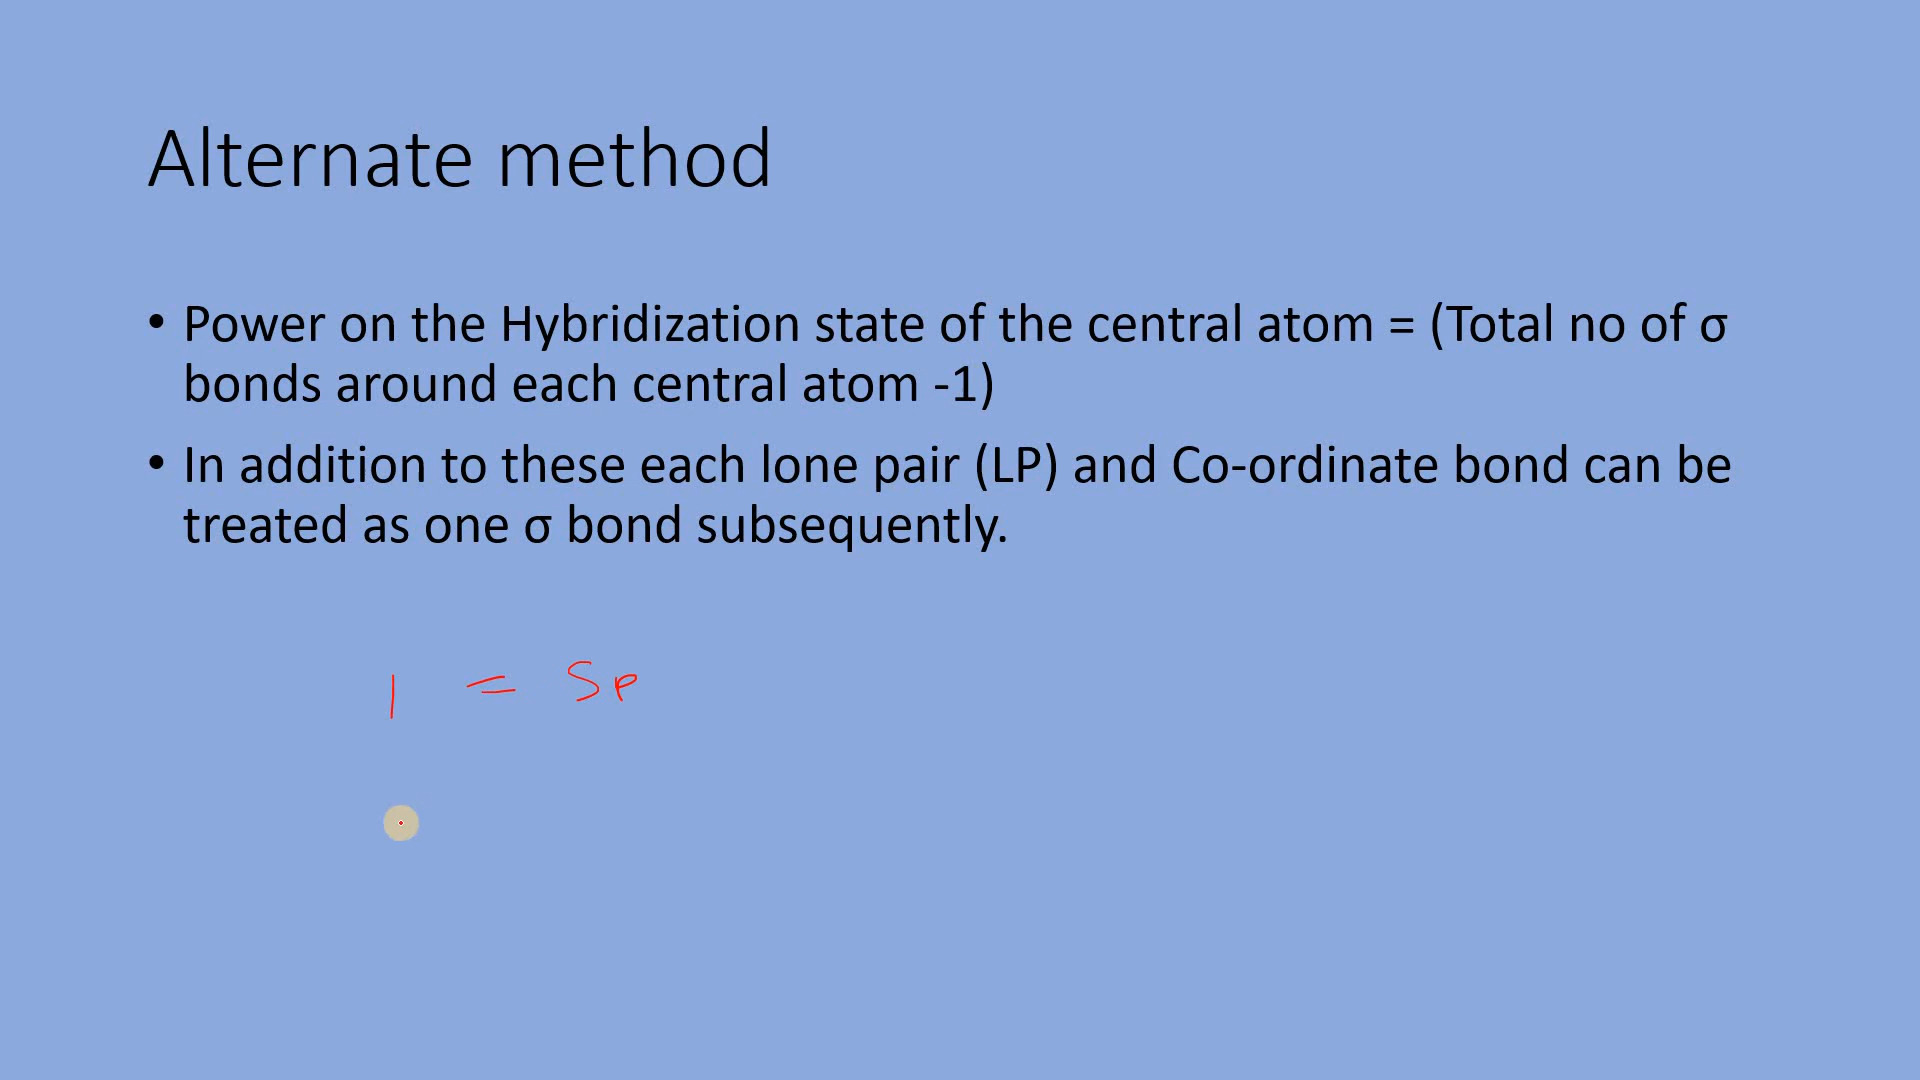 Alternate method
• Power on the Hybridization state of the central atom = (Total no of σ
bonds around each central atom -1)
• In addition to these each lone pair (LP) and Co-ordinate bond can be
treated as one σ bond subsequently.
1 = SP